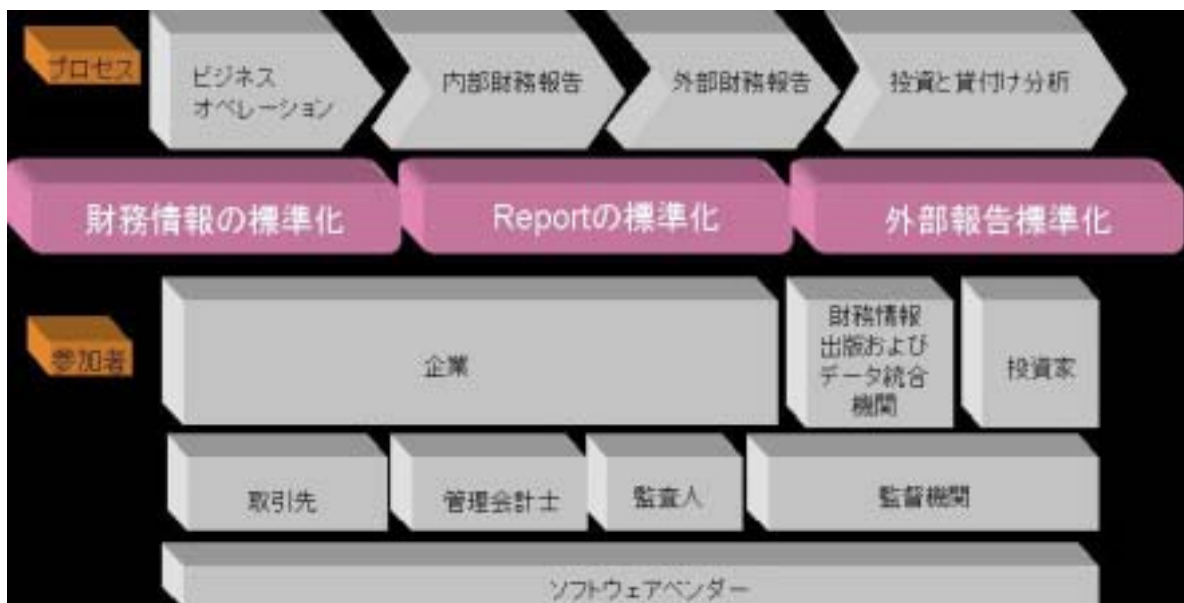 プロセス
ビジネス
オペレーション
内部財務報告
外部財務報告
投資と貸付け分析
財務情報の標準化
Reportの標準化
外部報告標準化
参加者
企業
財務情報
出版および
データ統合
機関
投資家
取引先
管理会計士
監査人
監督機関
ソフトウェアベンダー